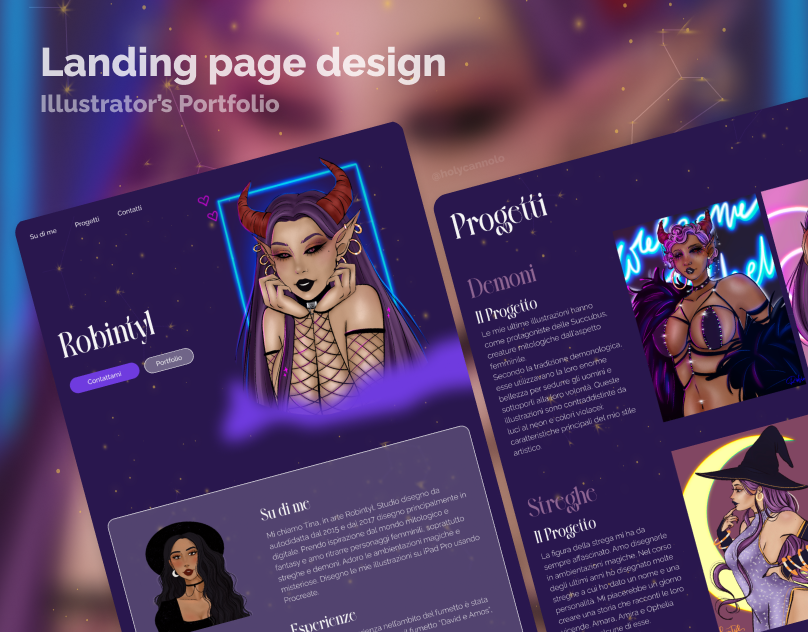 Landing page design
Illustrator's Portfolio
@holycannolo
Su di me
Progetti
Contatti
Robintyl
Contattami
Portfolio
Su di me
Mi chiamo Tina, in arte Robintyl. Studio disegno da
autodidatta dal 2015 e dal 2017 disegno principalmente in
digitale. Prendo ispirazione dal mondo mitologico e
fantasy e amo ritrarre personaggi femminili, soprattutto
streghe e demoni. Adoro le ambientazioni magiche e
misteriose. Disegno le mie illustrazioni su iPad Pro usando
Procreate.
Esperienze
nell'ambito del fumetto è stata
fumetto "David e Amos",
Progetti
Demoni
Il Progetto
Le mie ultime illustrazioni hanno
come protagoniste delle Succubus,
creature mitologiche dall'aspetto
femminile.
Secondo la tradizione demonologica,
esse utilizzavano la loro enorme
bellezza per sedurre gli uomini e
sottoporli alla loro volontà. Queste
illustrazioni sono contraddistinte da
luci al neon e colori violacei,
caratteristiche principali del mio stile
artistico.
Streghe
Il Progetto
La figura della strega mi ha da
sempre affascinato. Amo disegnarle
in ambientazioni magiche. Nel corso
degli ultimi anni ho disegnato molte
streghe a cui ho dato un nome e una
personalità. Mi piacerebbe un giorno
creare una storia che racconti le loro
Amara, Amyra e Ophelia
di esse.